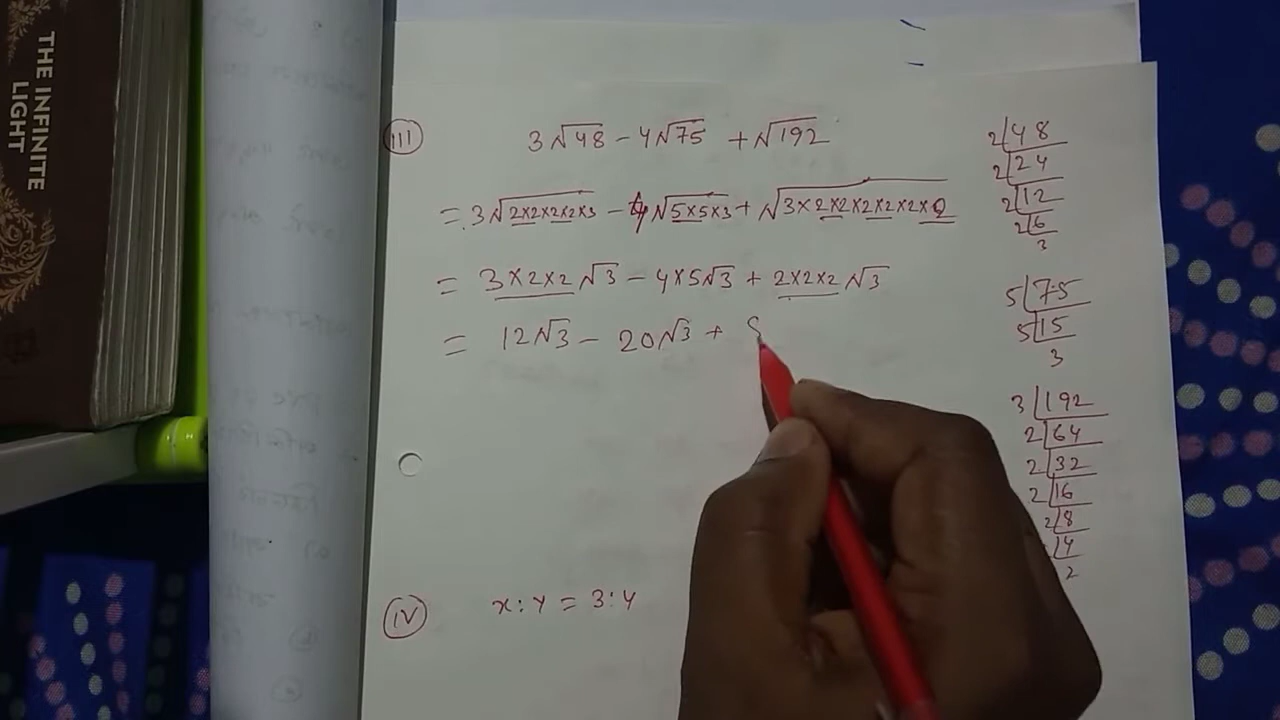 THE INFINITE
LIGHT
III 3√48 - 4√75 + √192
= 3√2×2×2×2×3 - 4√5×5×3 + √3×2×2×2×2×2×2
= 3×2×2√3 - 4×5√3 + 2×2×2√3
= 12√3 - 20√3 + 8
IV x:y = 3:4
2 48
2 24
2 12
2 6
3
5 75
5 15
3
3 192
2 64
2 32
2 16
2 8
4
2